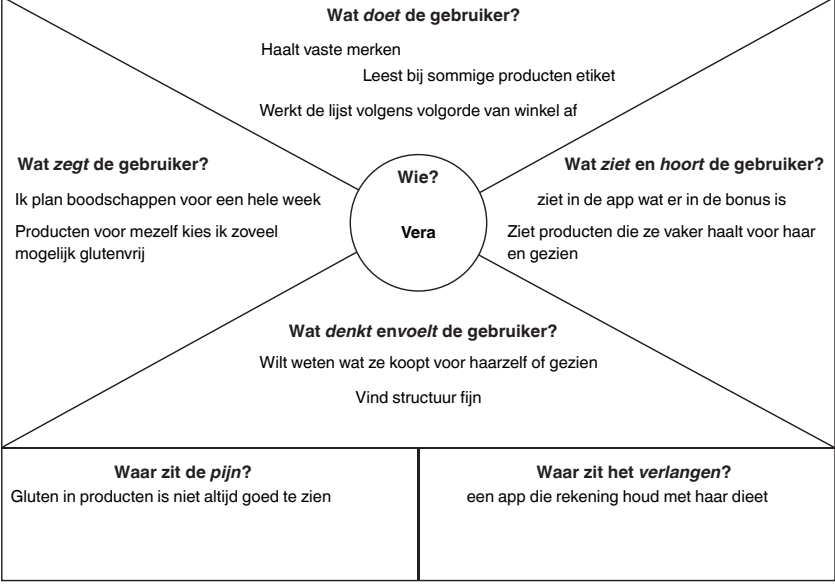 Wat doet de gebruiker?
Haalt vaste merken
Leest bij sommige producten etiket
Werkt de lijst volgens volgorde van winkel af
Wat zegt de gebruiker?
Ik plan boodschappen voor een hele week
Producten voor mezelf kies ik zoveel
mogelijk glutenvrij
Wie?
Vera
Wat ziet en hoort de gebruiker?
ziet in de app wat er in de bonus is
Ziet producten die ze vaker haalt voor haar
en gezien
Wat denkt envoelt de gebruiker?
Wilt weten wat ze koopt voor haarzelf of gezien
Vind structuur fijn
Waar zit de pijn?
Gluten in producten is niet altijd goed te zien
Waar zit het verlangen?
een app die rekening houd met haar dieet